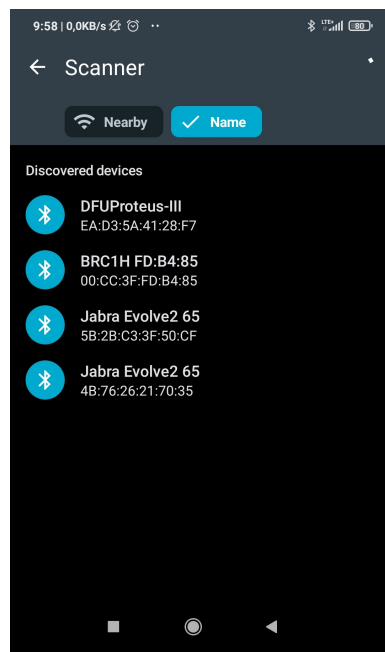 9:58 | 0,0KB/s
LTE+
80
Scanner
Nearby
Name
Discovered devices
DFUProteus-III
EA:D3:5A:41:28:F7
BRC1H FD:B4:85
00:CC:3F:FD:B4:85
Jabra Evolve2 65
5B:2B:C3:3F:50:CF
Jabra Evolve2 65
4B:76:26:21:70:35